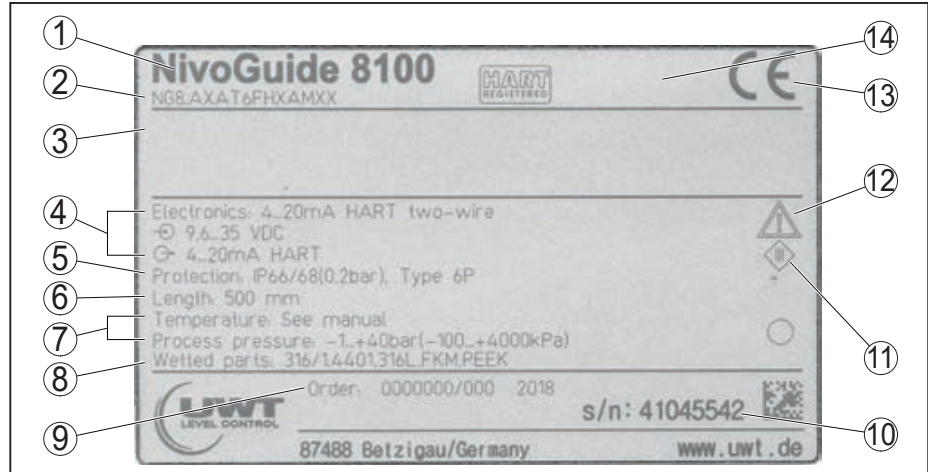 1
NivoGuide 8100
2
NG8.AXAT6FHXAMXX
HART
REGISTERED
14
CE
13
3
4
Electronics: 4..20mA HART two-wire
9,6..35 VDC
4..20mA HART
12
5
Protection: IP66/68(0.2bar), Type 6P
6
Length: 500 mm
7
Temperature: See manual
Process pressure: -1..+40bar(-100..+4000kPa)
11
8
Wetted parts: 316/1.4401,316L,FKM,PEEK
9
Order: 0000000/000 2018
UWT
LEVEL CONTROL
s/n: 41045542
10
87488 Betzigau/Germany
www.uwt.de